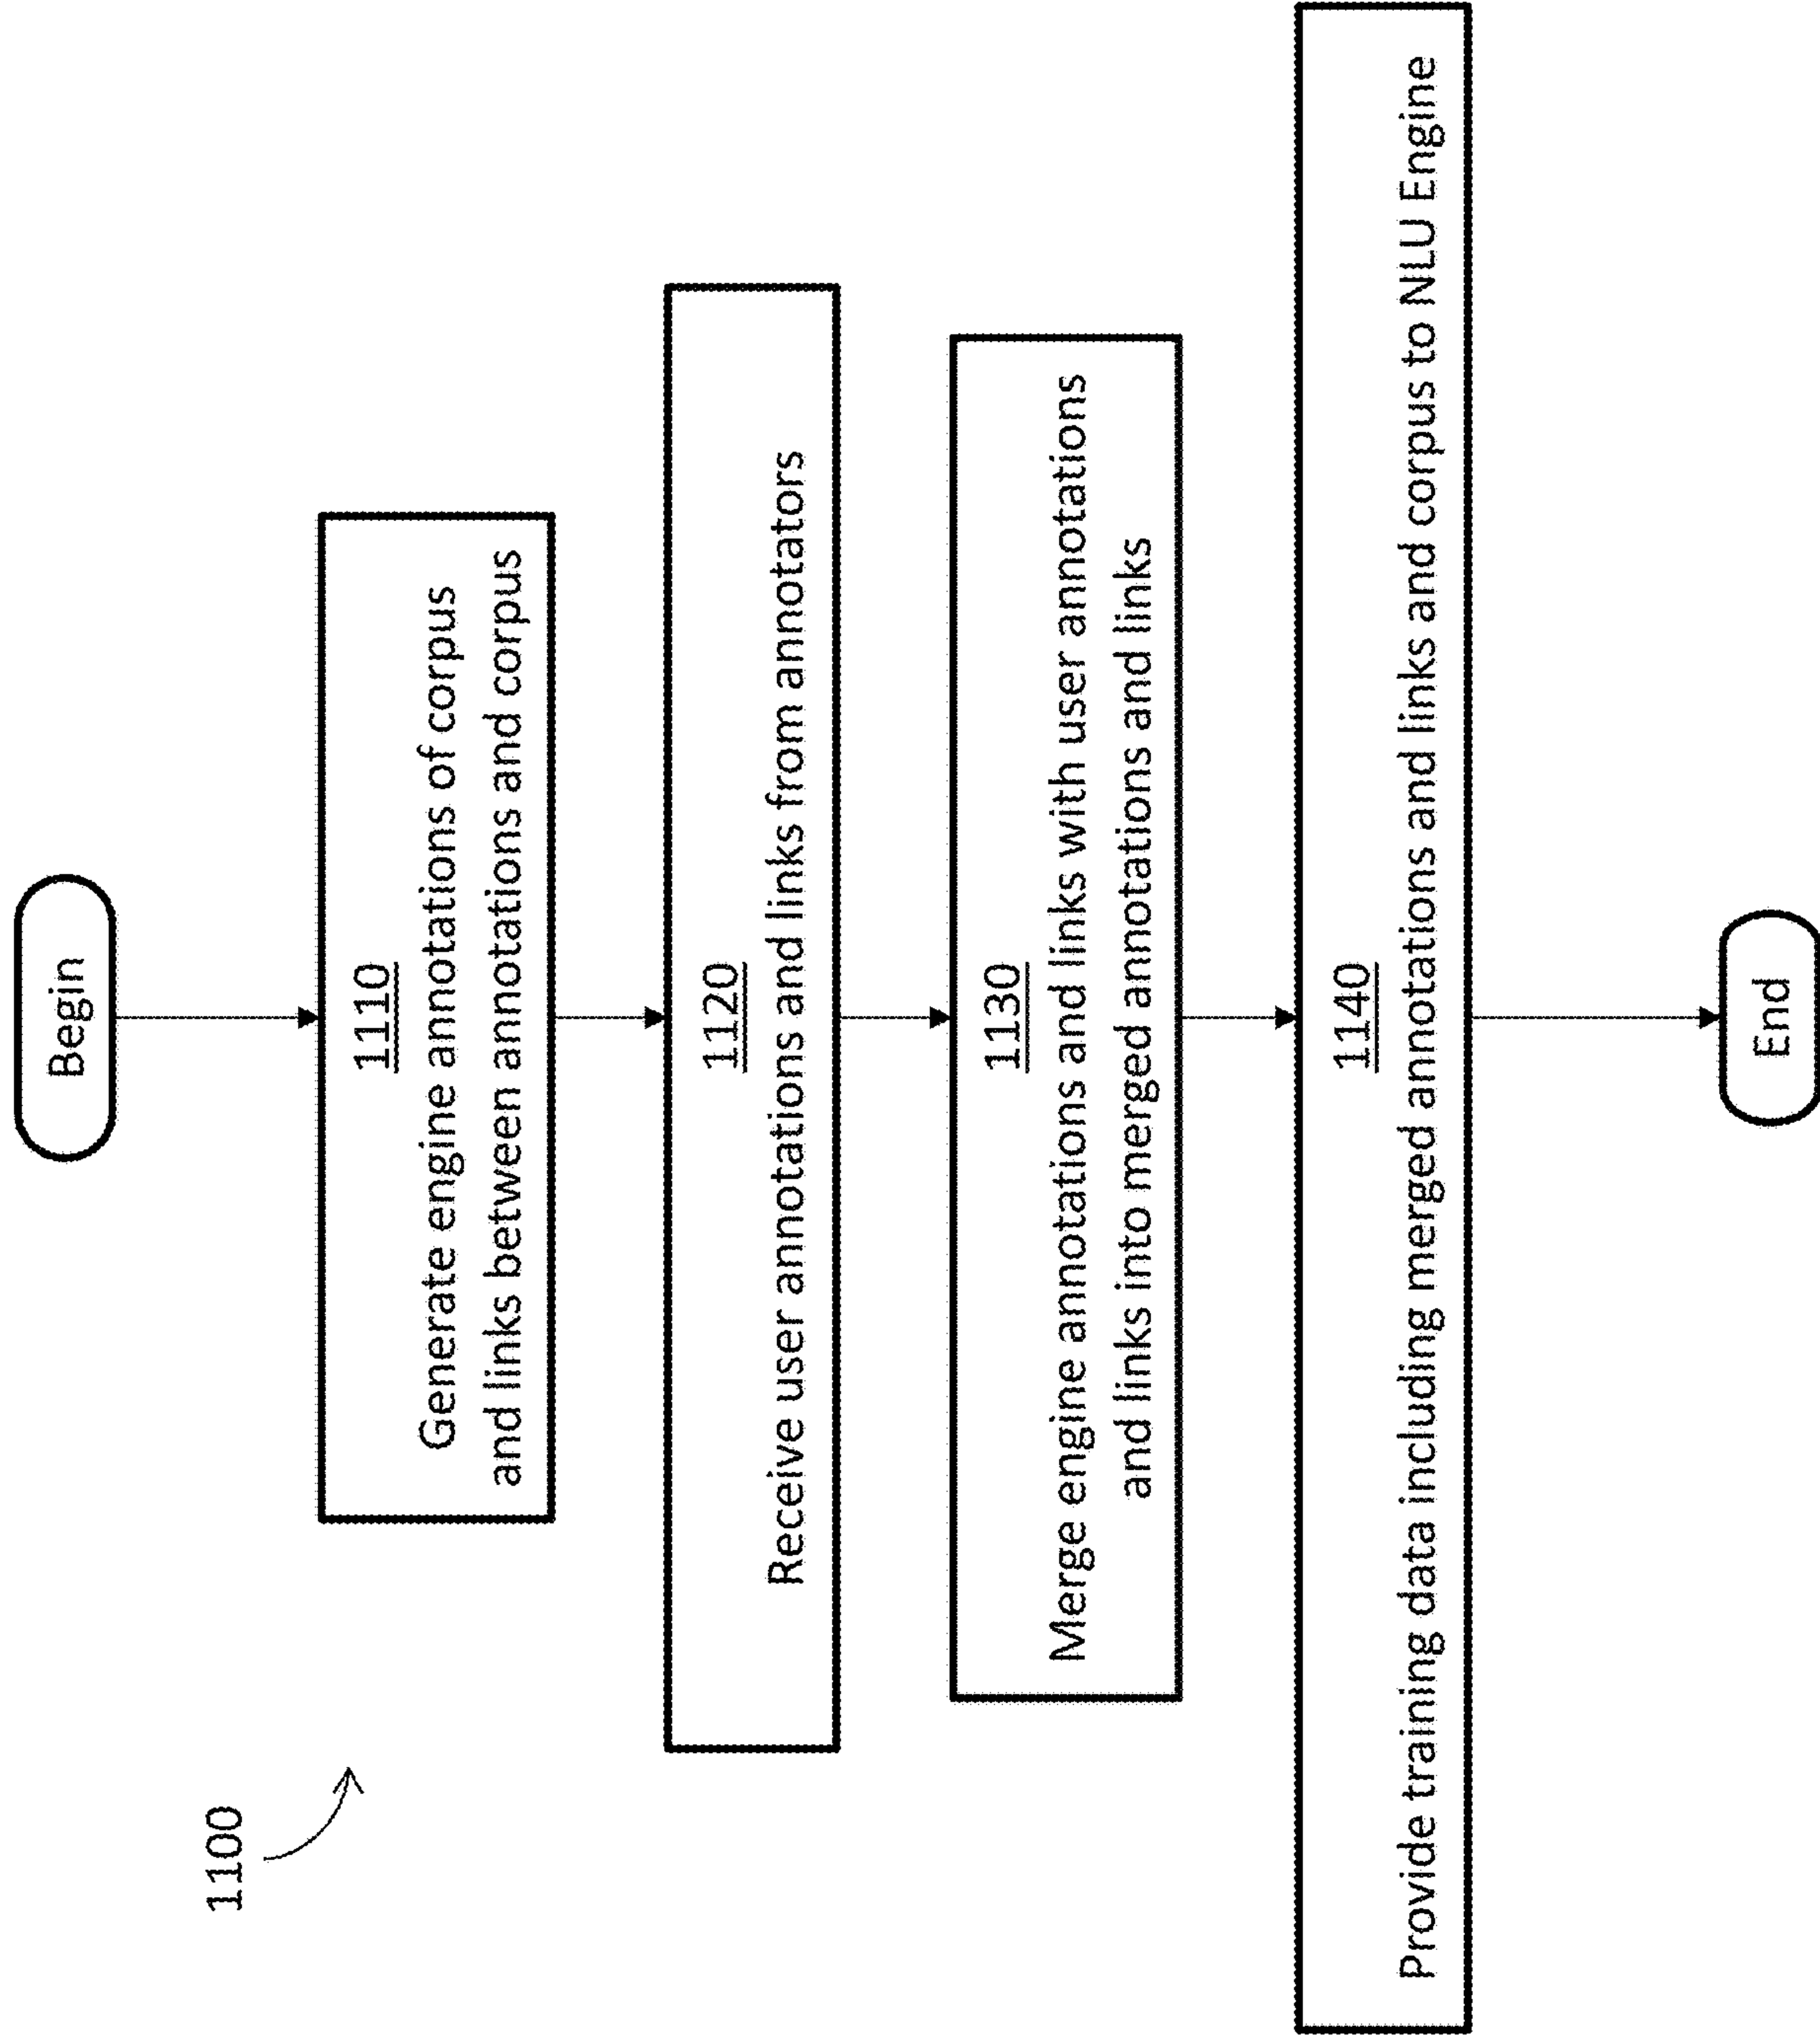 1100
Begin
1110
Generate engine annotations of corpus
and links between annotations and corpus
1120
Receive user annotations and links from annotators
1130
Merge engine annotations and links with user annotations
and links into merged annotations and links
1140
Provide training data including merged annotations and links and corpus to NLU Engine
End